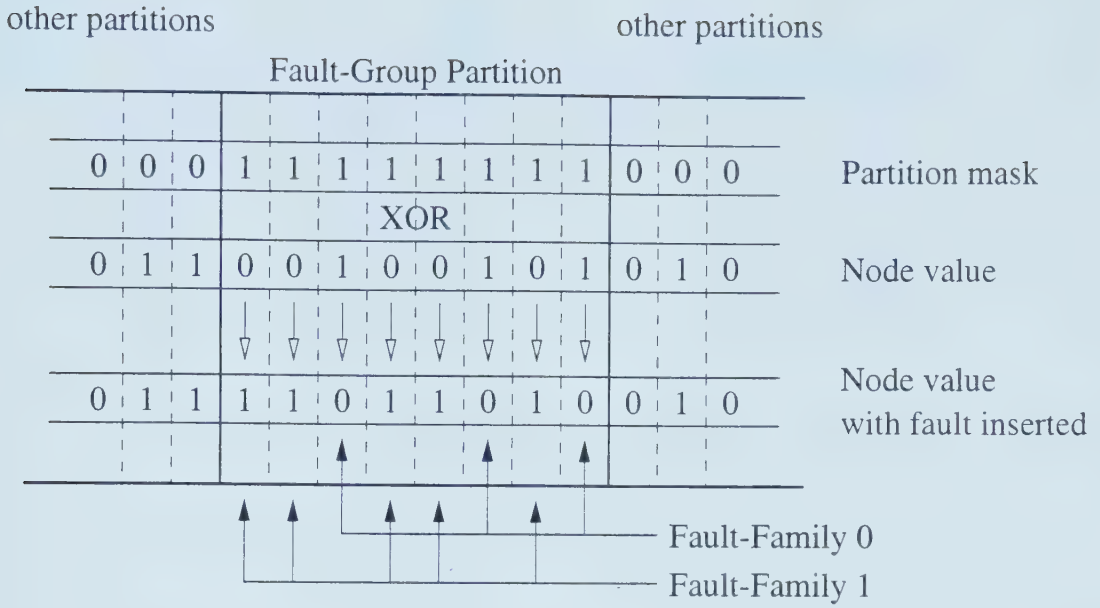 other partitions
other partitions
Fault-Group Partition
0 0 0 1 1 1 1 1 1 1 1 0 0 0 Partition mask
XOR
0 1 1 0 0 1 0 0 1 0 1 0 1 0 Node value
0 1 1 1 1 0 1 1 0 1 0 0 1 0 Node value
with fault inserted
Fault-Family 0
Fault-Family 1